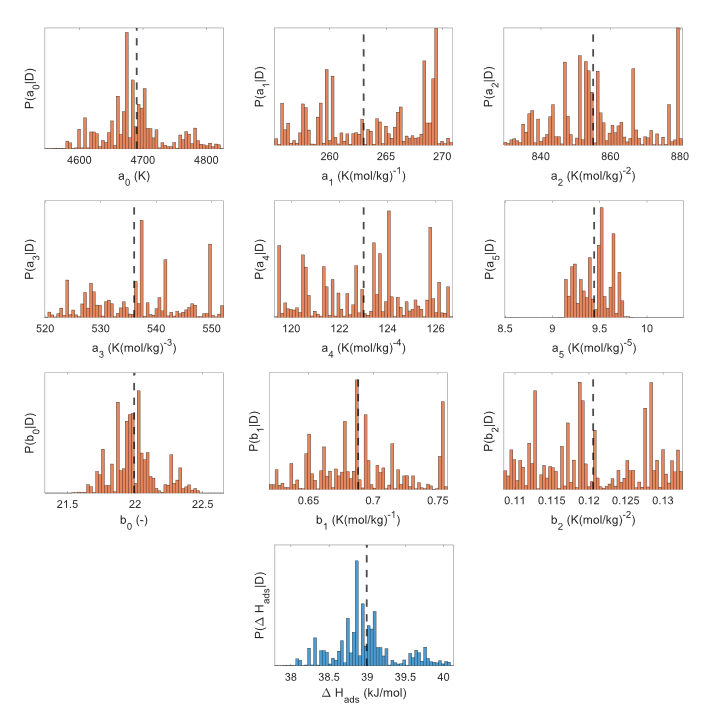 P(a₀|D)
4600 4700 4800
a₀ (K)
P(a₁|D)
260 265 270
a₁ (K(mol/kg)⁻¹)
P(a₂|D)
840 860 880
a₂ (K(mol/kg)⁻²)
P(a₃|D)
520 530 540 550
a₃ (K(mol/kg)⁻³)
P(a₄|D)
120 122 124 126
a₄ (K(mol/kg)⁻⁴)
P(a₅|D)
8.5 9 9.5 10
a₅ (K(mol/kg)⁻⁵)
P(b₀|D)
21.5 22 22.5
b₀ (-)
P(b₁|D)
0.65 0.7 0.75
b₁ (K(mol/kg)⁻¹)
P(b₂|D)
0.11 0.115 0.12 0.125 0.13
b₂ (K(mol/kg)⁻²)
P(Δ H_ads|D)
38 38.5 39 39.5 40
Δ H_ads (kJ/mol)